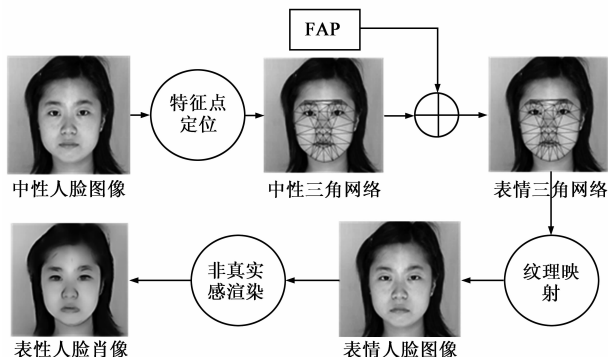 FAP
特征点
定位
中性人脸图像
中性三角网络
表情三角网络
非真实
感渲染
纹理映
射
表性人脸肖像
表情人脸图像